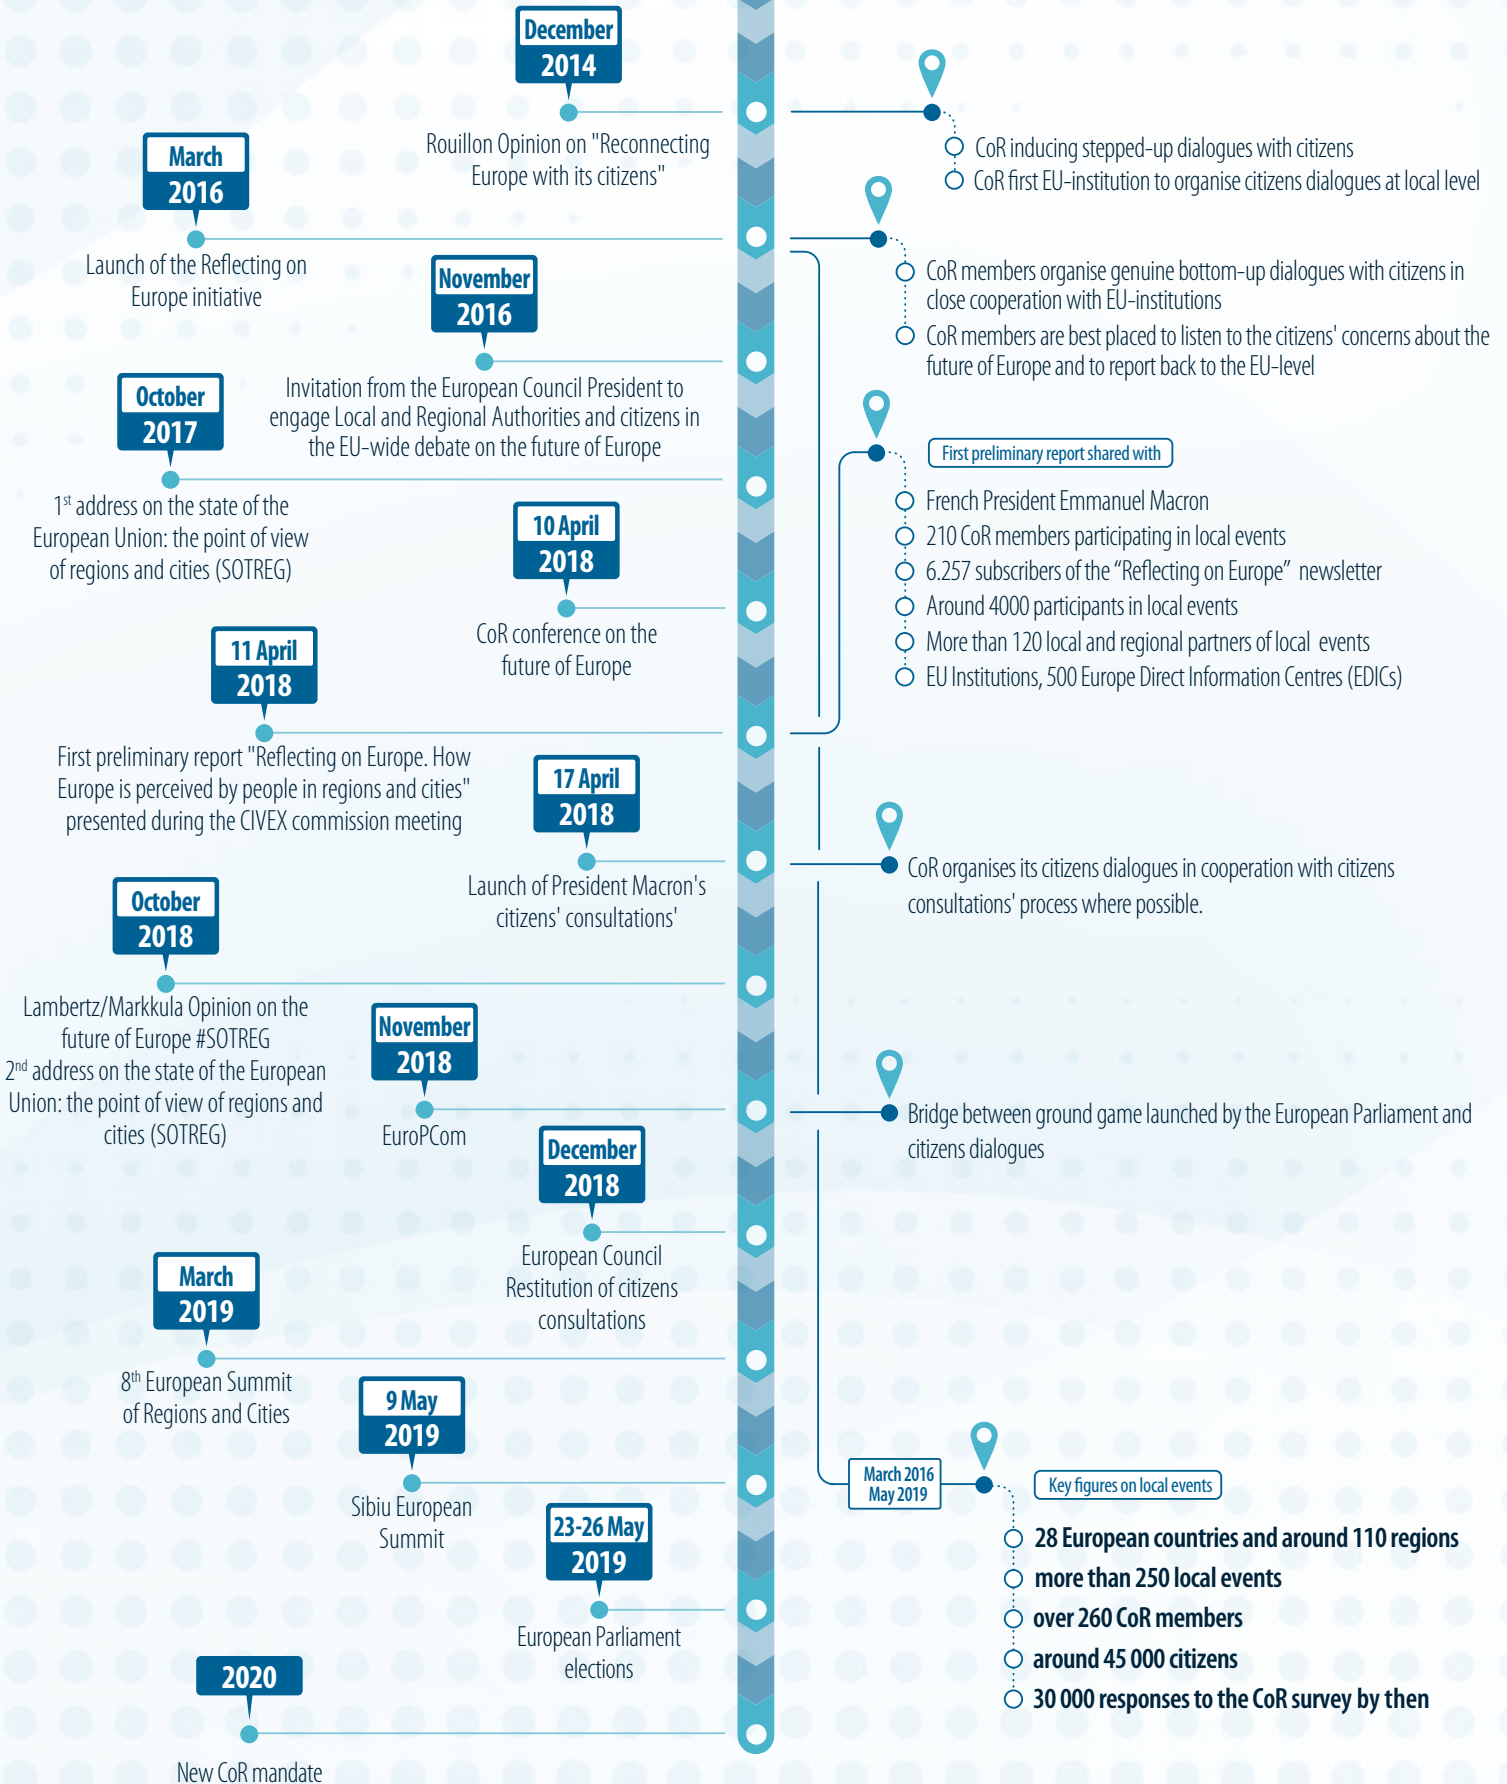 December
2014
Rouillon Opinion on "Reconnecting
Europe with its citizens"
CoR inducing stepped-up dialogues with citizens
CoR first EU-institution to organise citizens dialogues at local level
March
2016
Launch of the Reflecting on
Europe initiative
CoR members organise genuine bottom-up dialogues with citizens in
close cooperation with EU-institutions
CoR members are best placed to listen to the citizens' concerns about the
future of Europe and to report back to the EU-level
November
2016
Invitation from the European Council President to
engage Local and Regional Authorities and citizens in
the EU-wide debate on the future of Europe
October
2017
1st address on the state of the
European Union: the point of view
of regions and cities (SOTREG)
10 April
2018
CoR conference on the
future of Europe
11 April
2018
First preliminary report "Reflecting on Europe. How
Europe is perceived by people in regions and cities"
presented during the CIVEX commission meeting
First preliminary report shared with
French President Emmanuel Macron
210 CoR members participating in local events
6.257 subscribers of the “Reflecting on Europe” newsletter
Around 4000 participants in local events
More than 120 local and regional partners of local events
EU Institutions, 500 Europe Direct Information Centres (EDICs)
17 April
2018
Launch of President Macron's
citizens' consultations'
CoR organises its citizens dialogues in cooperation with citizens
consultations' process where possible.
October
2018
Lambertz/Markkula Opinion on the
future of Europe #SOTREG
2nd address on the state of the European
Union: the point of view of regions and
cities (SOTREG)
November
2018
EuroPCom
Bridge between ground game launched by the European Parliament and
citizens dialogues
December
2018
European Council
Restitution of citizens
consultations
March
2019
8th European Summit
of Regions and Cities
9 May
2019
Sibiu European
Summit
March 2016
May 2019
Key figures on local events
28 European countries and around 110 regions
more than 250 local events
over 260 CoR members
around 45 000 citizens
30 000 responses to the CoR survey by then
23-26 May
2019
European Parliament
elections
2020
New CoR mandate